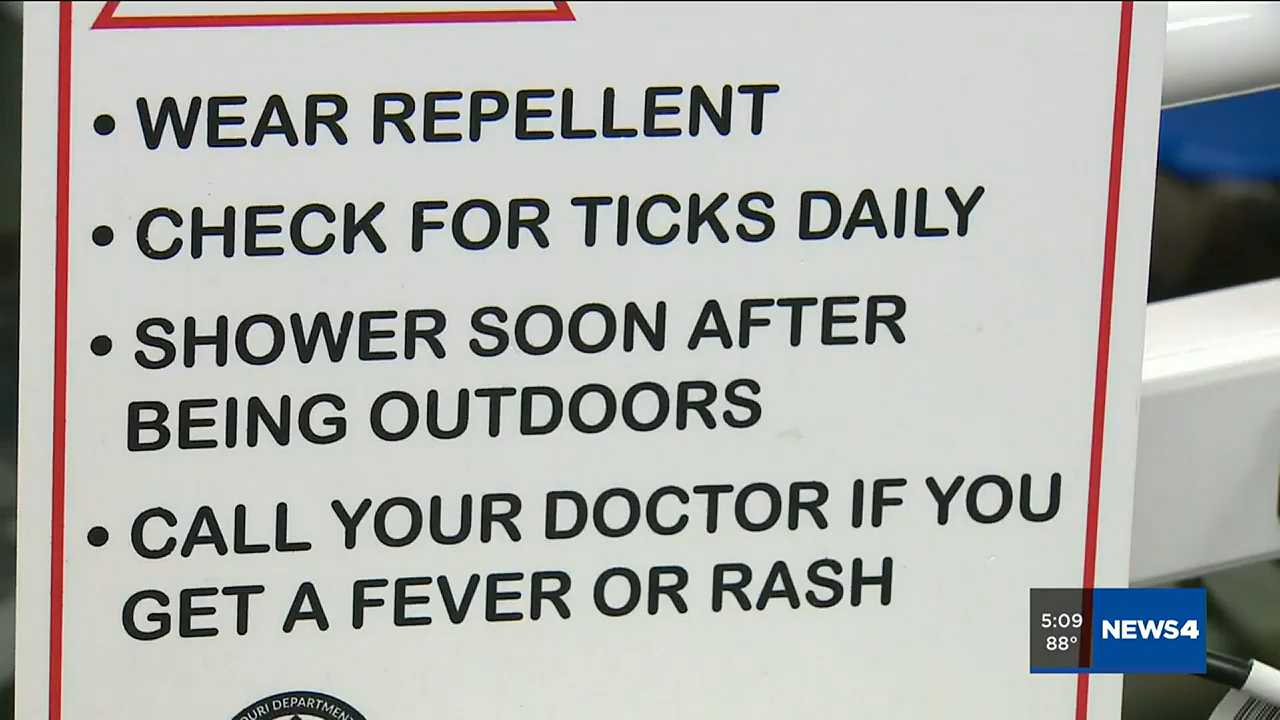 • WEAR REPELLENT
• CHECK FOR TICKS DAILY
• SHOWER SOON AFTER
BEING OUTDOORS
• CALL YOUR DOCTOR IF YOU
GET A FEVER OR RASH
5:09
88°
NEWS4
DEPARTMENT